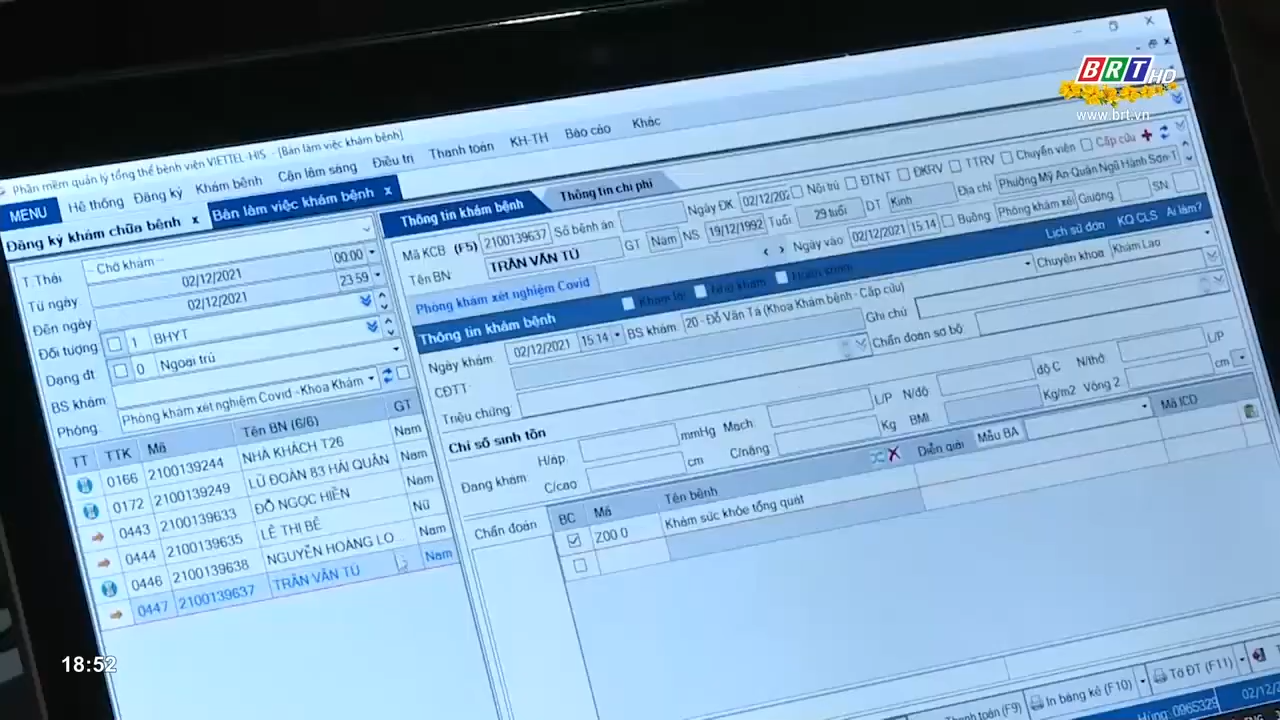 BRT HD
www.brt.vn
Phần mềm quản lý tổng thể bệnh viện VIETTEL-HIS - [Bàn làm việc khám bệnh]
MENU Hệ thống Đăng ký Khám bệnh Cận lâm sàng Điều trị Thanh toán KH-TH Báo cáo Khác
Đăng ký khám chữa bệnh x Bàn làm việc khám bệnh x
T.Thái -- Chờ khám --
Từ ngày 02/12/2021 00:00
Đến ngày 02/12/2021 23:59
Đối tượng 1 BHYT
Dạng đt 0 Ngoại trú
BS khám
Phòng Phòng khám xét nghiệm Covid - Khoa Khám
TT TTK Mã Tên BN (6/6) GT
0166 2100139244 NHÀ KHÁCH T26 Nam
0172 2100139249 LỮ ĐOÀN 83 HẢI QUÂN Nam
0443 2100139633 ĐỖ NGỌC HIỀN Nam
0444 2100139635 LÊ THI BÊ Nữ
0446 2100139638 NGUYỄN HOÀNG LO Nam
0447 2100139637 TRẦN VĂN TÚ Nam
Thông tin khám bệnh Thông tin chi phí
Mã KCB (F5) 2100139637 Số bệnh án Ngày ĐK 02/12/202 Nội trú ĐTNT ĐKRV TTRV Chuyển viện Cấp cứu
Tên BN TRẦN VĂN TÚ GT Nam NS 19/12/1992 Tuổi 29 tuổi DT Kinh Địa chỉ Phường Mỹ An Quận Ngũ Hành Sơn T
Phòng khám xét nghiệm Covid Ngày vào 02/12/2021 15:14 Buồng Phòng khám xét Giường SN
Thông tin khám bệnh Lịch sử đơn KQ CLS Ai làm?
Ngày khám 02/12/2021 15:14 BS khám 20 - Đỗ Văn Tá (Khoa Khám bệnh - Cấp cứu) Chuyên khoa Khám Lao
CĐTT Ghi chú
Triệu chứng Chẩn đoán sơ bộ
Chỉ số sinh tồn
Đang khám H/áp mmHg Mạch L/P N/độ độ C N/thở L/P
C/cao cm C/nặng Kg BMI Kg/m2 Vòng 2 cm
Chẩn đoán Diễn giải Mẫu BA
BC Mã Tên bệnh Mã ICD
Z00.0 Khám sức khỏe tổng quát
Thanh toán (F9) In bảng kê (F10) Tờ ĐT (F11)
Hùng: 0965329 02/12/2
18:52